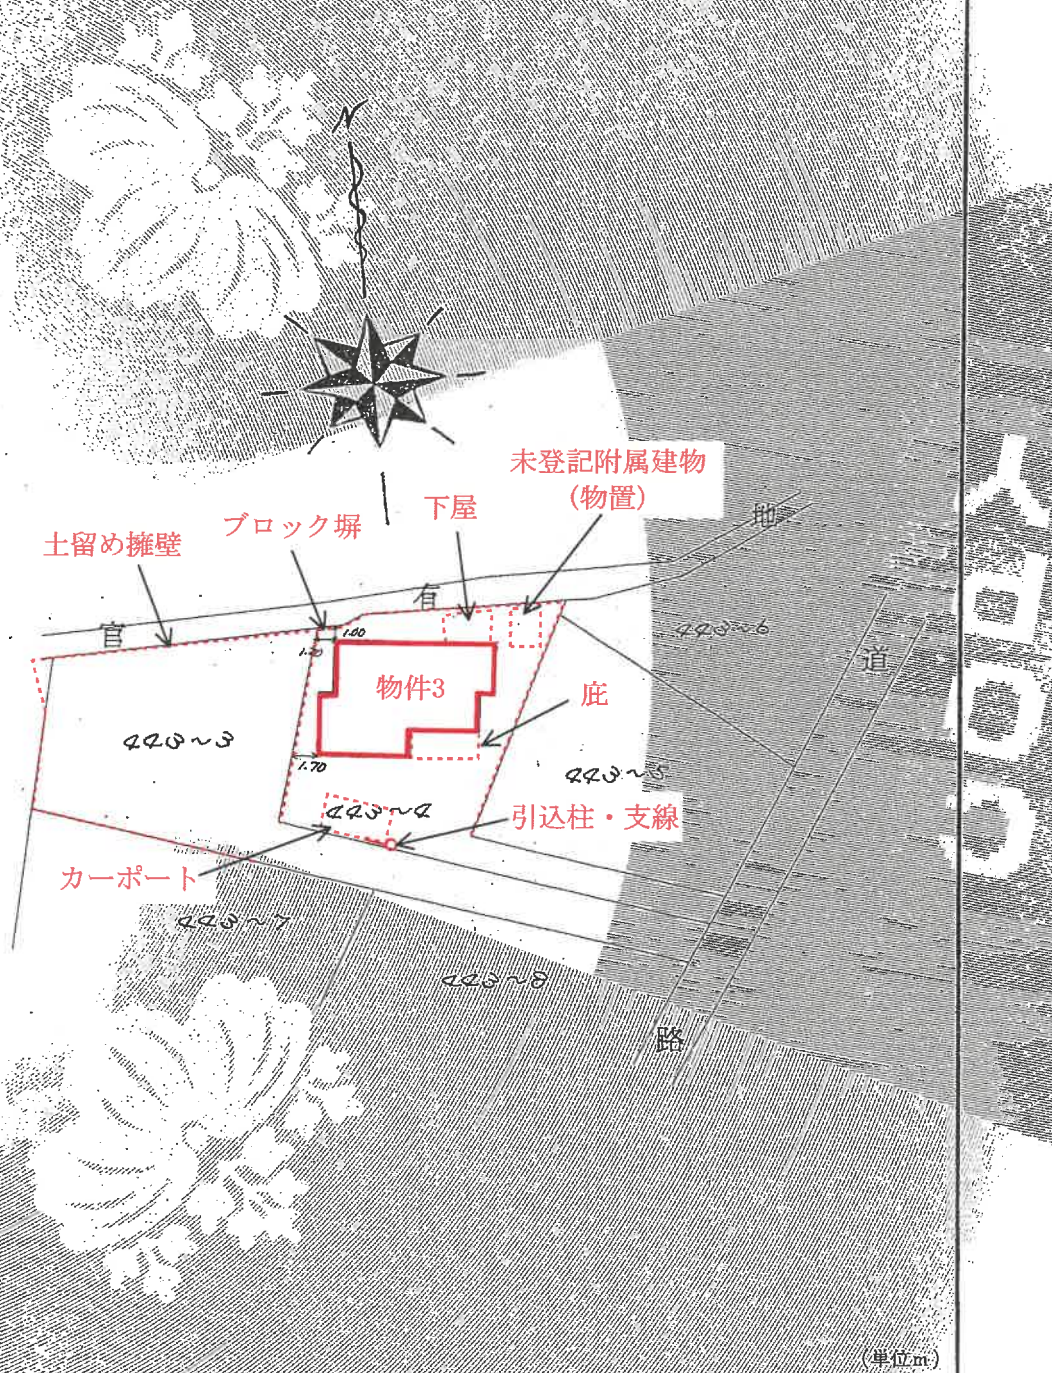 N
未登記附属建物
(物置)
下屋
ブロック塀
土留め擁壁
地
有
官
1.00
443~6
道
物件3
庇
443~3
1.70
443~5
443~4
引込柱・支線
カーポート
443~7
443~8
路
(単位m)